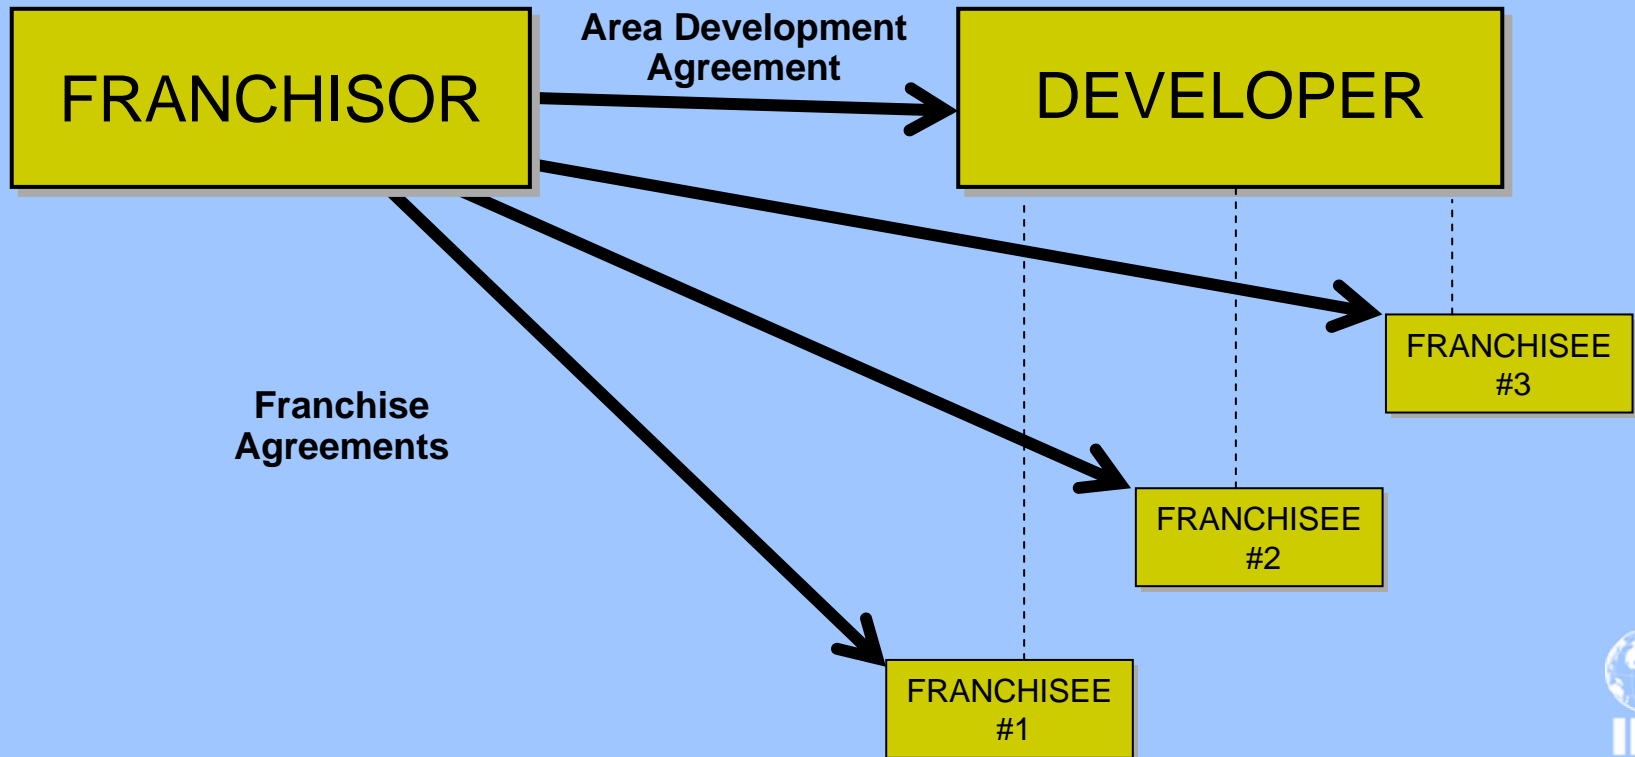 FRANCHISOR
Area Development
Agreement
DEVELOPER
Franchise
Agreements
FRANCHISEE
#3
FRANCHISEE
#2
FRANCHISEE
#1